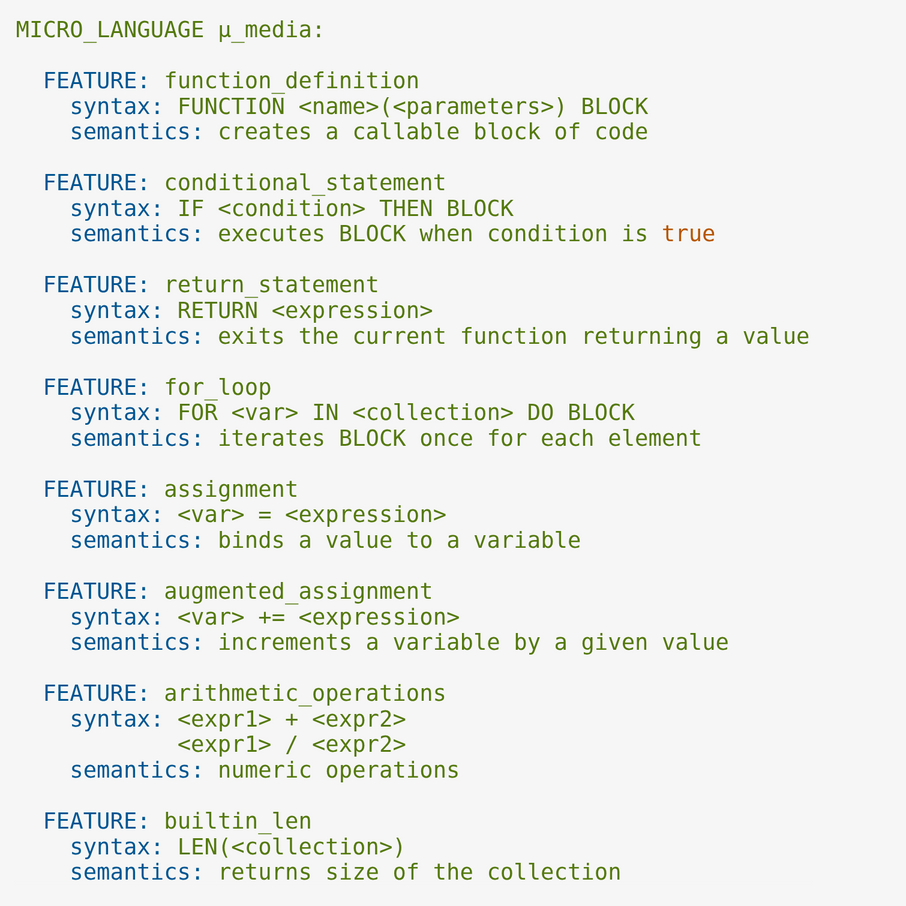 MICRO_LANGUAGE μ_media:
FEATURE: function_definition
syntax: FUNCTION <name>(<parameters>) BLOCK
semantics: creates a callable block of code
FEATURE: conditional_statement
syntax: IF <condition> THEN BLOCK
semantics: executes BLOCK when condition is true
FEATURE: return_statement
syntax: RETURN <expression>
semantics: exits the current function returning a value
FEATURE: for_loop
syntax: FOR <var> IN <collection> DO BLOCK
semantics: iterates BLOCK once for each element
FEATURE: assignment
syntax: <var> = <expression>
semantics: binds a value to a variable
FEATURE: augmented_assignment
syntax: <var> += <expression>
semantics: increments a variable by a given value
FEATURE: arithmetic_operations
syntax: <expr1> + <expr2>
<expr1> / <expr2>
semantics: numeric operations
FEATURE: builtin_len
syntax: LEN(<collection>)
semantics: returns size of the collection